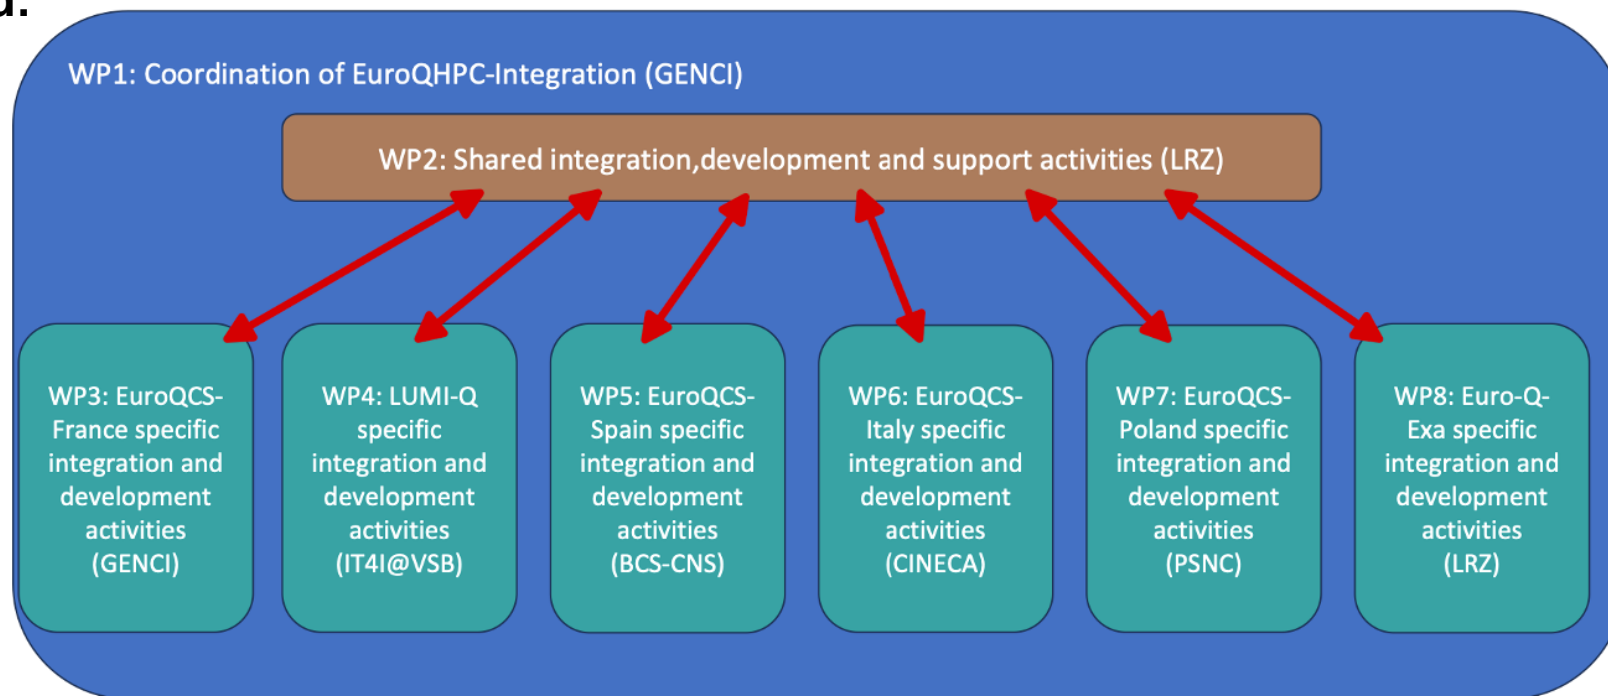 WP1: Coordination of EuroQHPC-Integration (GENCI)
WP2: Shared integration,development and support activities (LRZ)
WP3: EuroQCS-
France specific
integration and
development
activities
(GENCI)
WP4: LUMI-Q
specific
integration and
development
activities
(IT4I@VSB)
WP5: EuroQCS-
Spain specific
integration and
development
activities
(BCS-CNS)
WP6: EuroQCS-
Italy specific
integration and
development
activities
(CINECA)
WP7: EuroQCS-
Poland specific
integration and
development
activities
(PSNC)
WP8: Euro-Q-
Exa specific
integration and
development
activities
(LRZ)